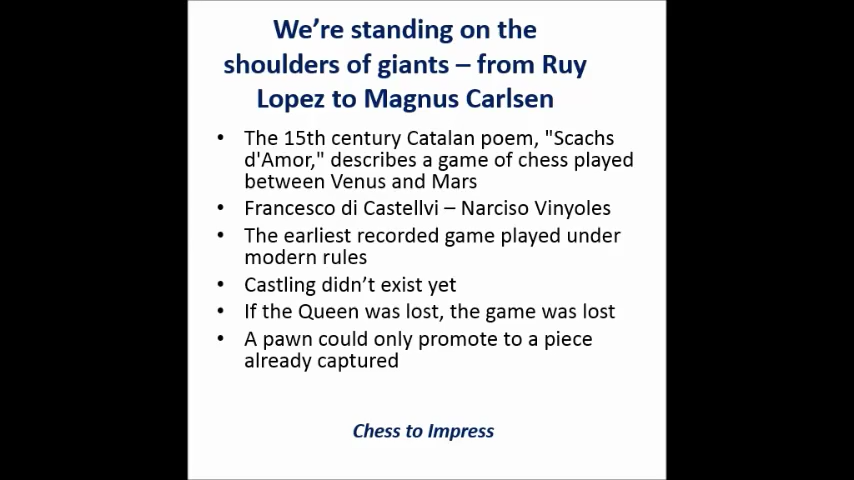 We’re standing on the
shoulders of giants – from Ruy
Lopez to Magnus Carlsen
• The 15th century Catalan poem, "Scachs
d'Amor," describes a game of chess played
between Venus and Mars
• Francesco di Castellvi – Narciso Vinyoles
• The earliest recorded game played under
modern rules
• Castling didn’t exist yet
• If the Queen was lost, the game was lost
• A pawn could only promote to a piece
already captured
Chess to Impress